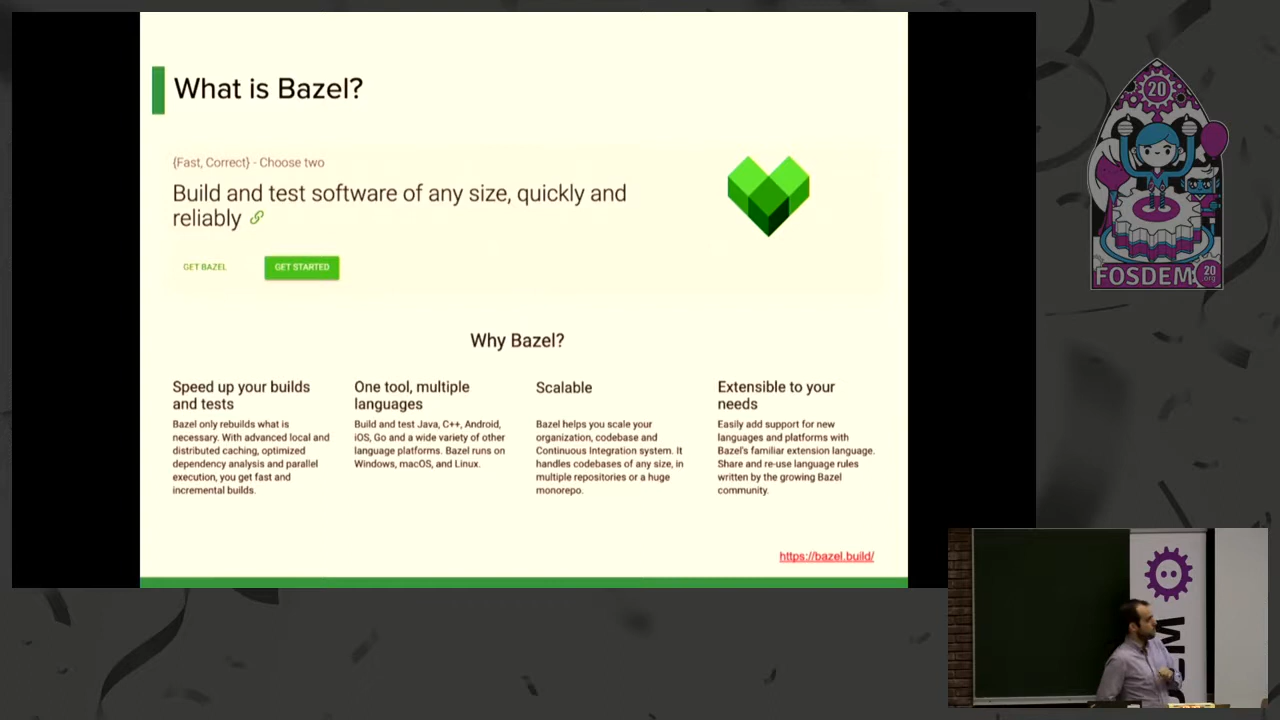 What is Bazel?
{Fast, Correct} - Choose two
Build and test software of any size, quickly and
reliably
GET BAZEL
GET STARTED
Why Bazel?
Speed up your builds
and tests
Bazel only rebuilds what is
necessary. With advanced local and
distributed caching, optimized
dependency analysis and parallel
execution, you get fast and
incremental builds.
One tool, multiple
languages
Build and test Java, C++, Android,
iOS, Go and a wide variety of other
language platforms. Bazel runs on
Windows, macOS, and Linux.
Scalable
Bazel helps you scale your
organization, codebase and
Continuous Integration system. It
handles codebases of any size, in
multiple repositories or a huge
monorepo.
Extensible to your
needs
Easily add support for new
languages and platforms with
Bazel's familiar extension language.
Share and re-use language rules
written by the growing Bazel
community.
https://bazel.build/
20
FOSDEM
20
.org